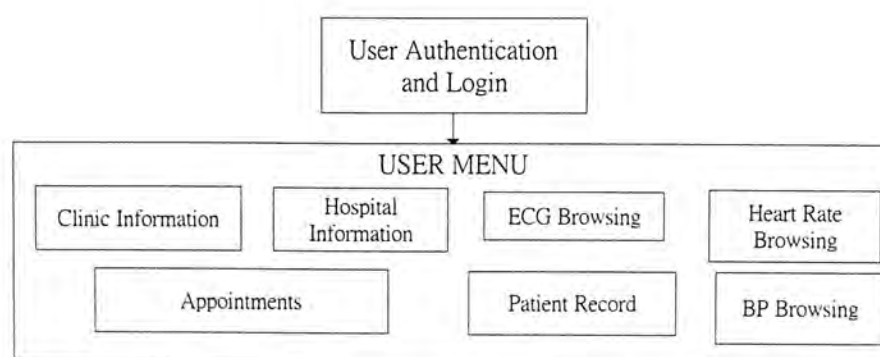 User Authentication
and Login
USER MENU
Clinic Information
Hospital
Information
ECG Browsing
Heart Rate
Browsing
Appointments
Patient Record
BP Browsing